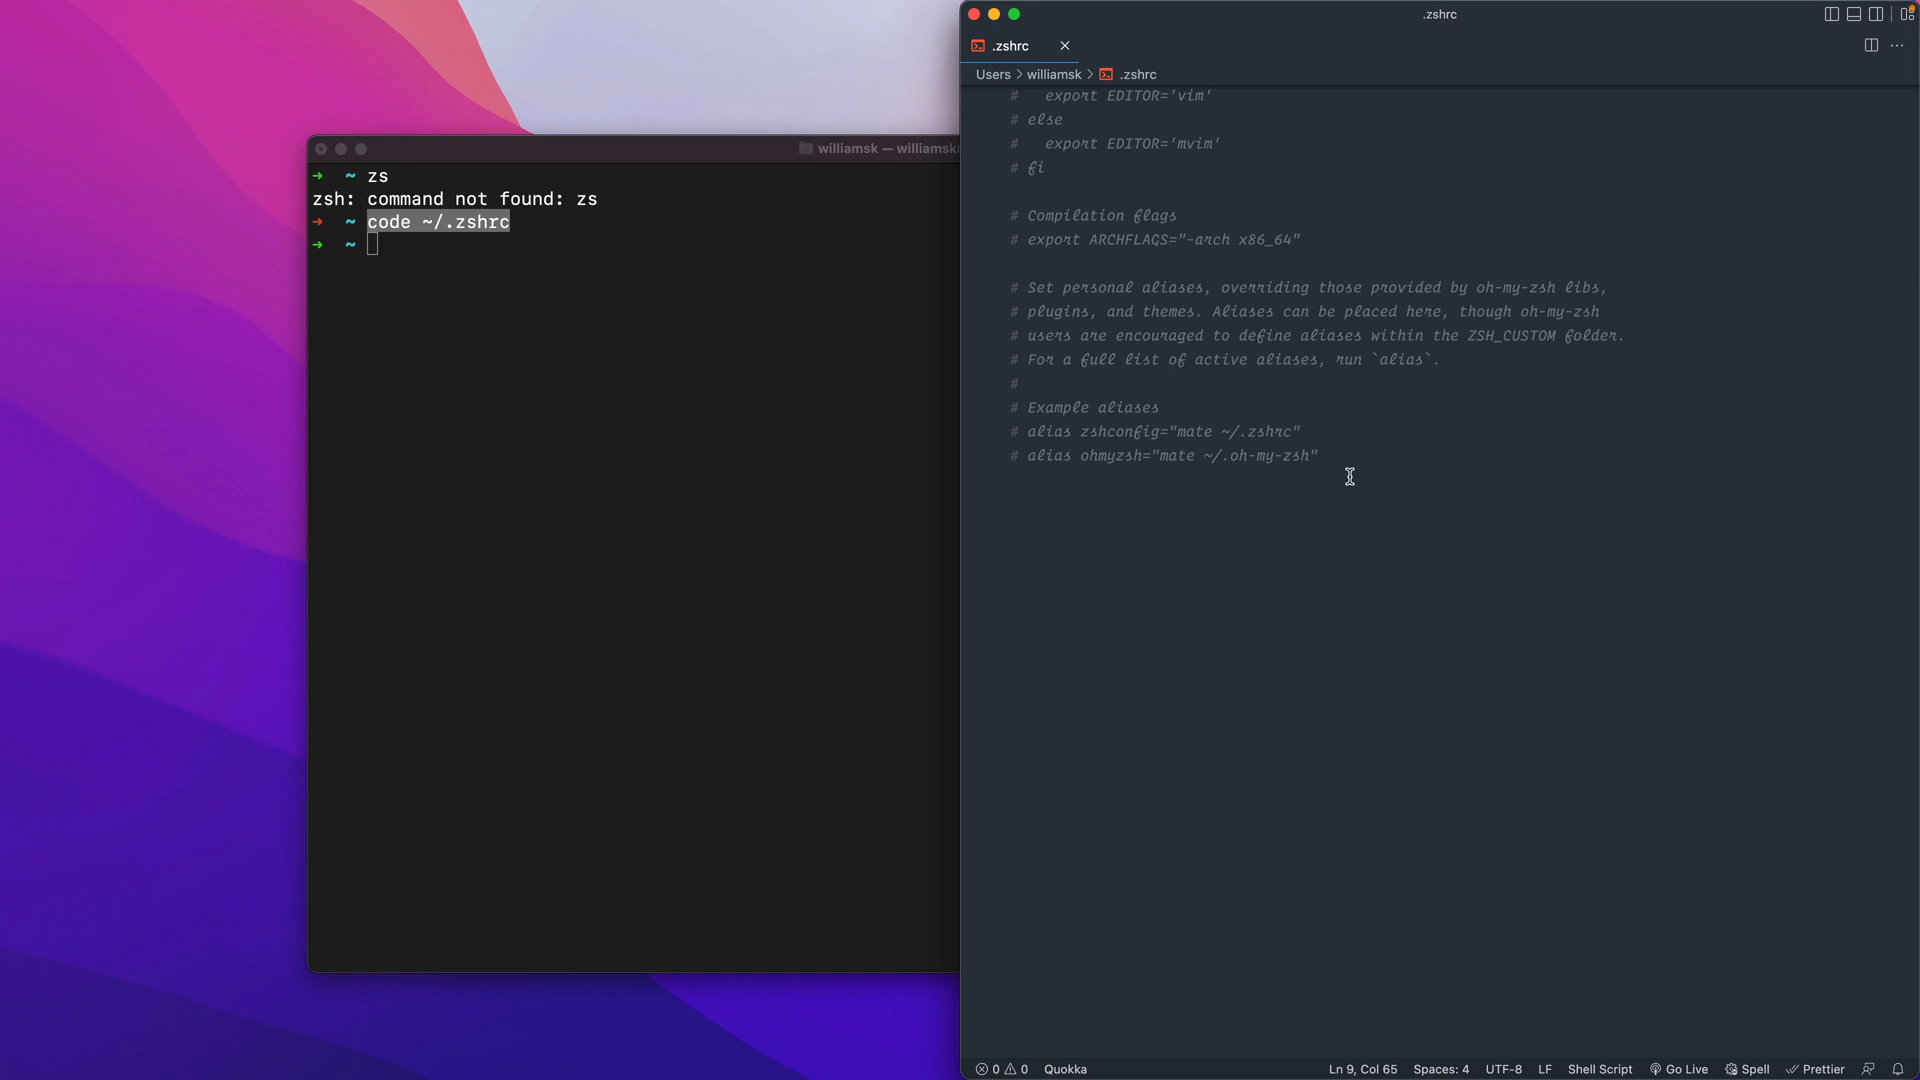 williamsk — williamsk
➜ ~ zs
zsh: command not found: zs
➜ ~ code ~/.zshrc
➜ ~
.zshrc
.zshrc
Users > williamsk > .zshrc
#   export EDITOR='vim'
# else
#   export EDITOR='mvim'
# fi
# Compilation flags
# export ARCHFLAGS="-arch x86_64"
# Set personal aliases, overriding those provided by oh-my-zsh libs,
# plugins, and themes. Aliases can be placed here, though oh-my-zsh
# users are encouraged to define aliases within the ZSH_CUSTOM folder.
# For a full list of active aliases, run `alias`.
#
# Example aliases
# alias zshconfig="mate ~/.zshrc"
# alias ohmyzsh="mate ~/.oh-my-zsh"
0 0 Quokka Ln 9, Col 65 Spaces: 4 UTF-8 LF Shell Script Go Live Spell Prettier